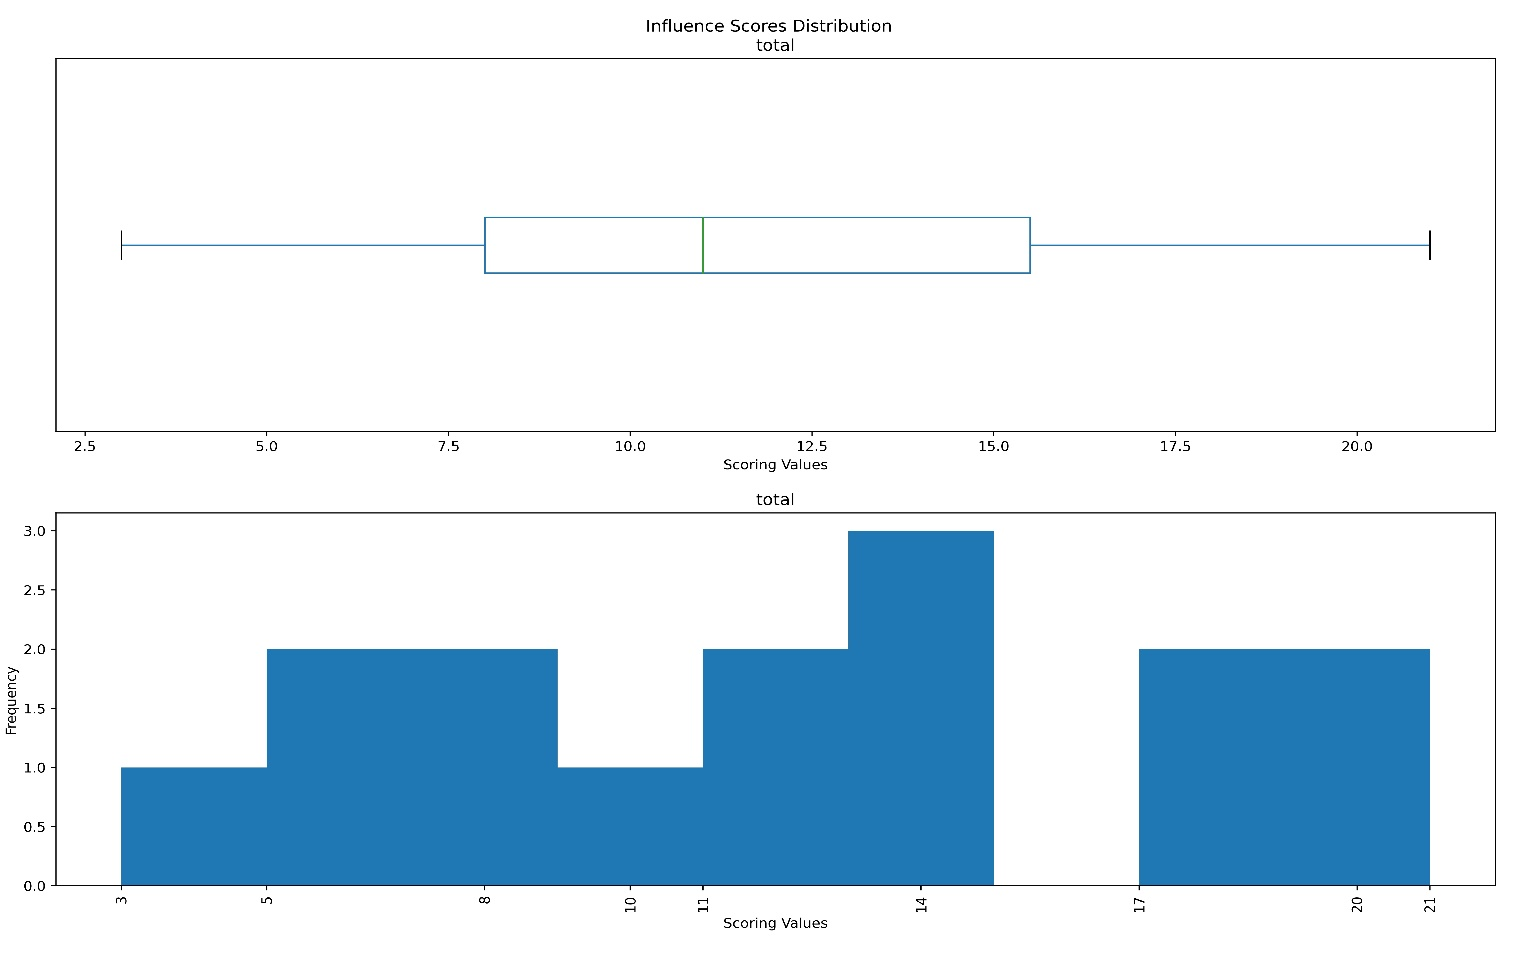 Influence Scores Distribution
total
2.5 5.0 7.5 10.0 12.5 15.0 17.5 20.0
Scoring Values
total
3.0
2.5
2.0
1.5
1.0
0.5
0.0
Frequency
3 5 8 10 11 14 17 20 21
Scoring Values